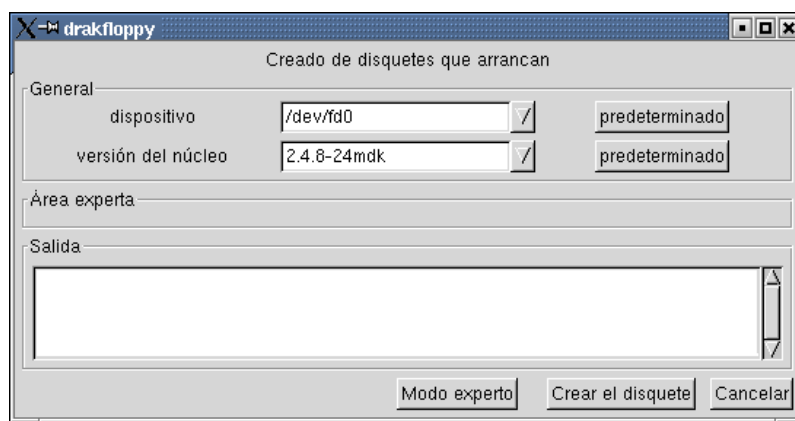 drakfloppy
Creado de disquetes que arrancan
General
dispositivo /dev/fd0 predeterminado
versión del núcleo 2.4.8-24mdk predeterminado
Área experta
Salida
Modo experto Crear el disquete Cancelar